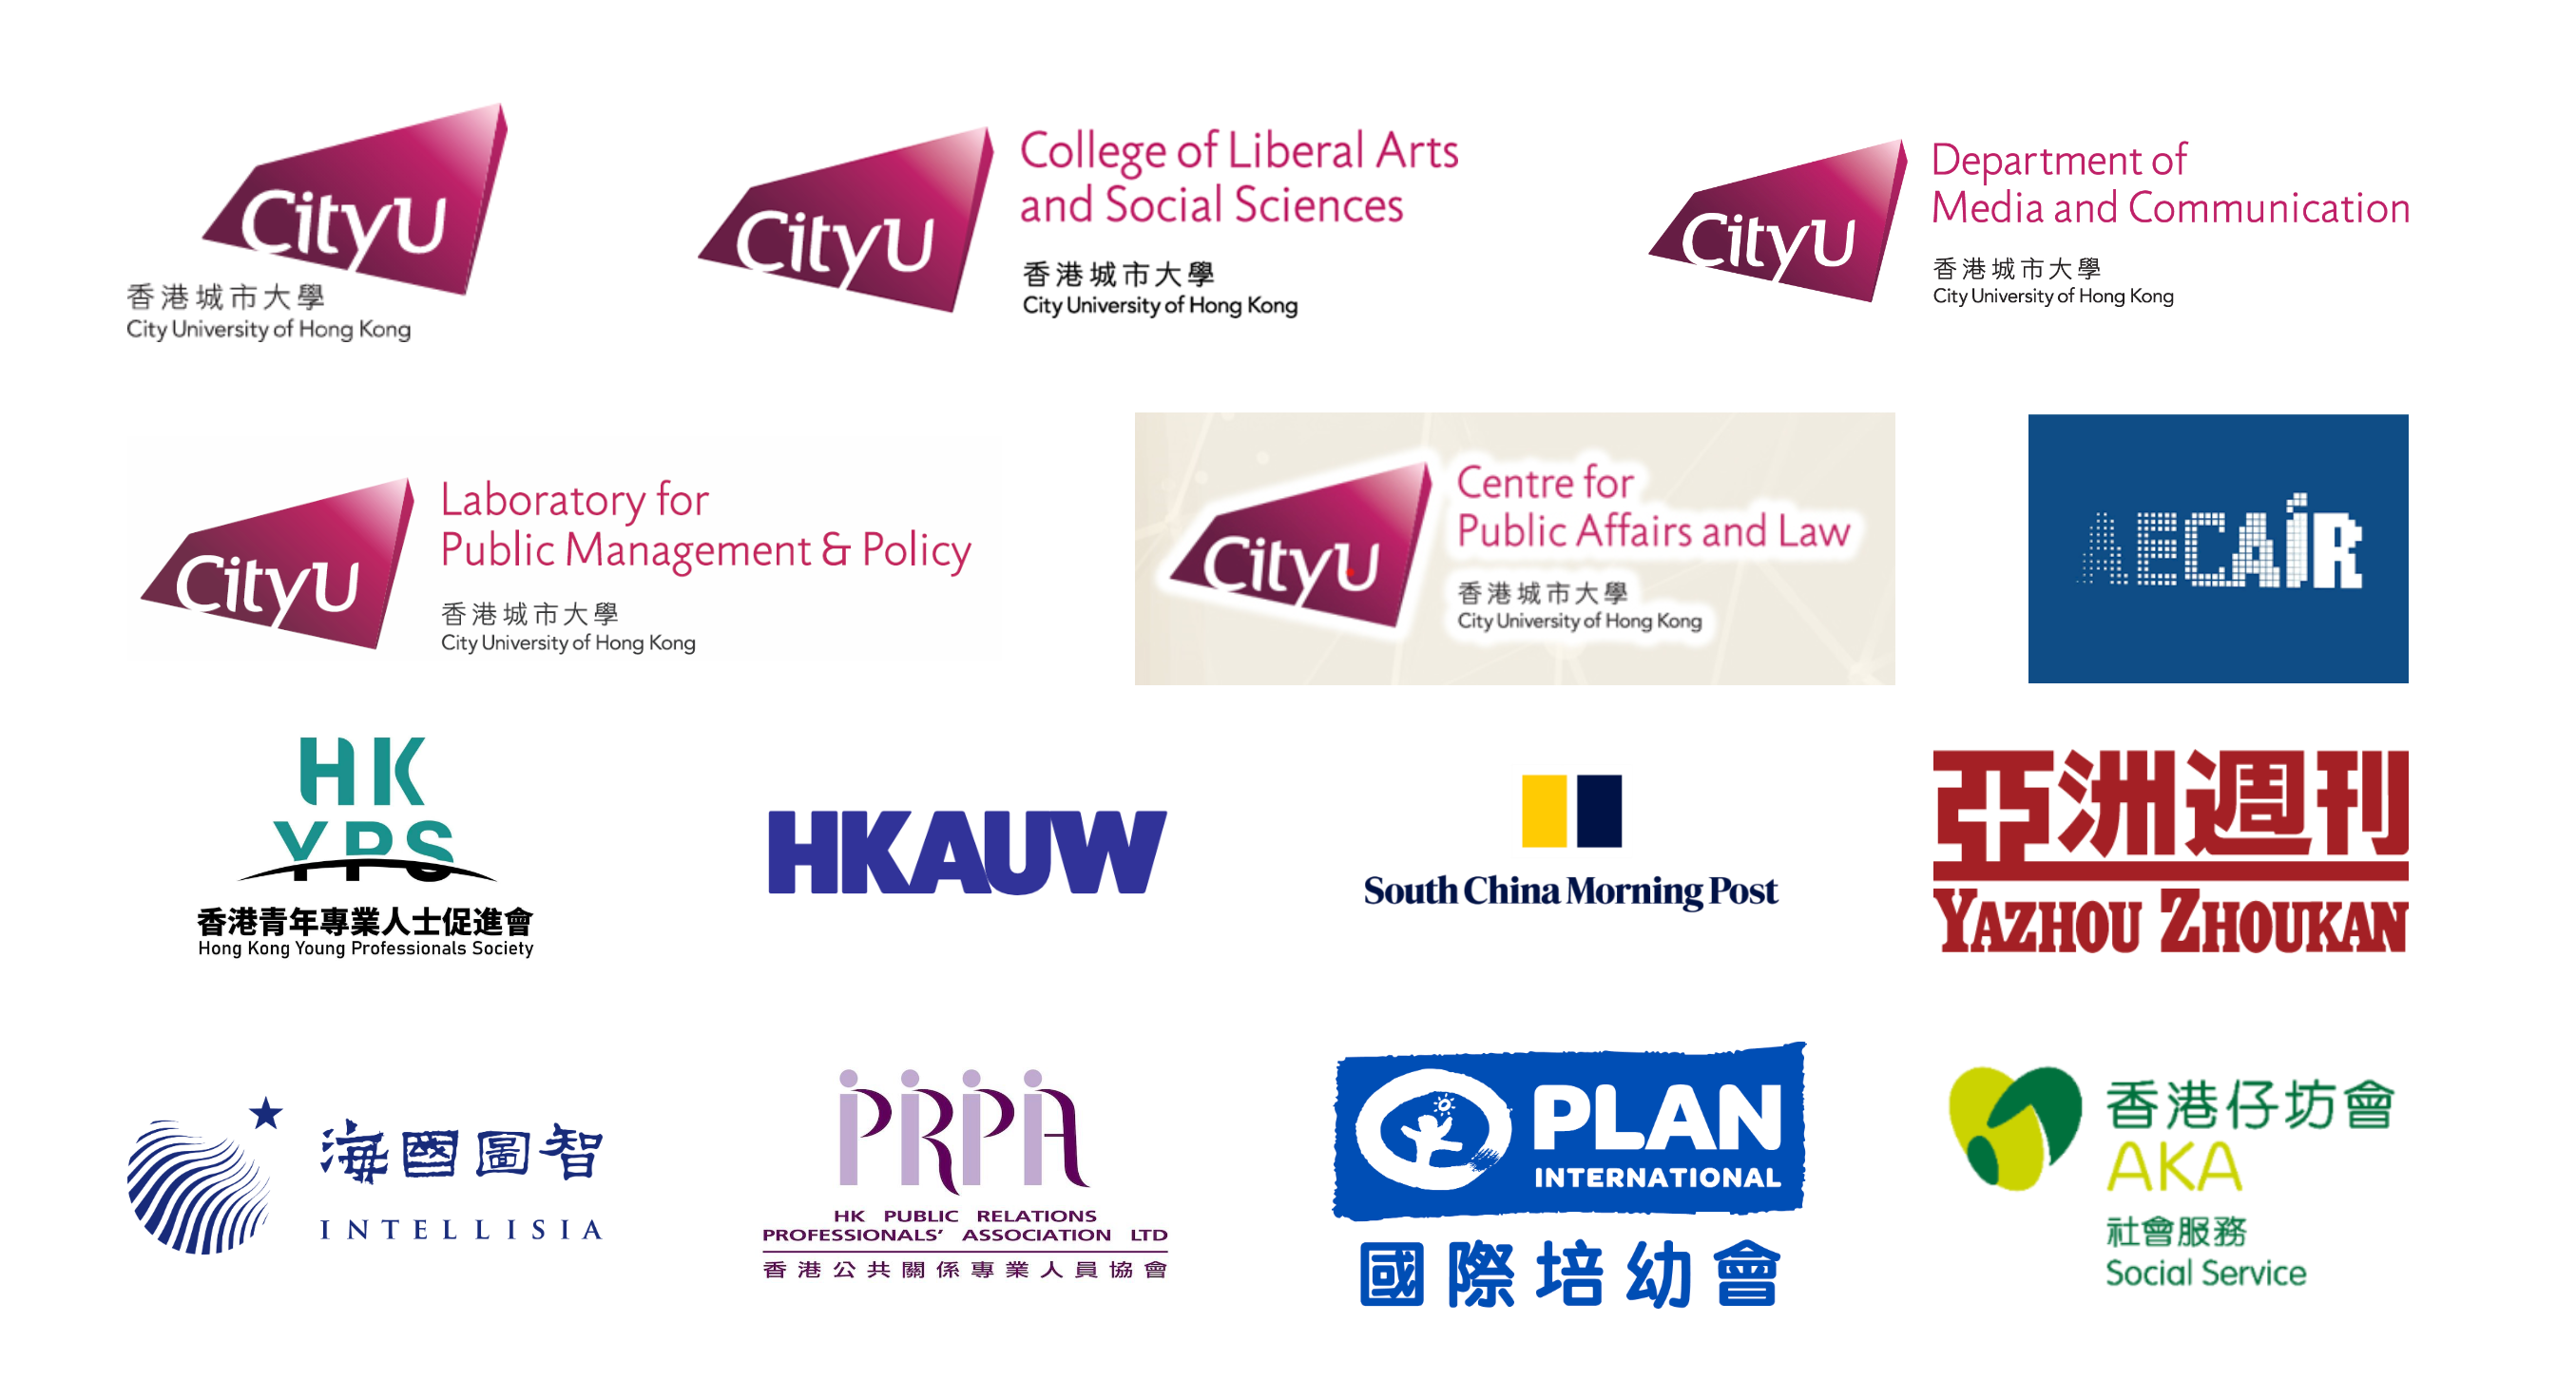 CityU
香港城市大學
City University of Hong Kong
CityU
College of Liberal Arts
and Social Sciences
香港城市大學
City University of Hong Kong
CityU
Department of
Media and Communication
香港城市大學
City University of Hong Kong
CityU
Laboratory for
Public Management & Policy
香港城市大學
City University of Hong Kong
CityU
Centre for
Public Affairs and Law
香港城市大學
City University of Hong Kong
AECAiR
HK
YPS
香港青年專業人士促進會
Hong Kong Young Professionals Society
HKAUW
South China Morning Post
亞洲週刊
YAZHOU ZHOUKAN
海國圖智
INTELLISIA
PRPA
HK PUBLIC RELATIONS
PROFESSIONALS' ASSOCIATION LTD
香港公共關係專業人員協會
PLAN
INTERNATIONAL
國際培幼會
香港仔坊會
AKA
社會服務
Social Service